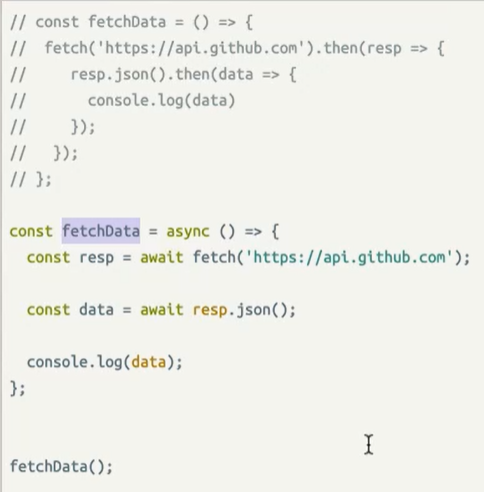 // const fetchData = () => {
//  fetch('https://api.github.com').then(resp => {
//     resp.json().then(data => {
//       console.log(data)
//     });
//   });
// };
const fetchData = async () => {
  const resp = await fetch('https://api.github.com');
  const data = await resp.json();
  console.log(data);
};
fetchData();